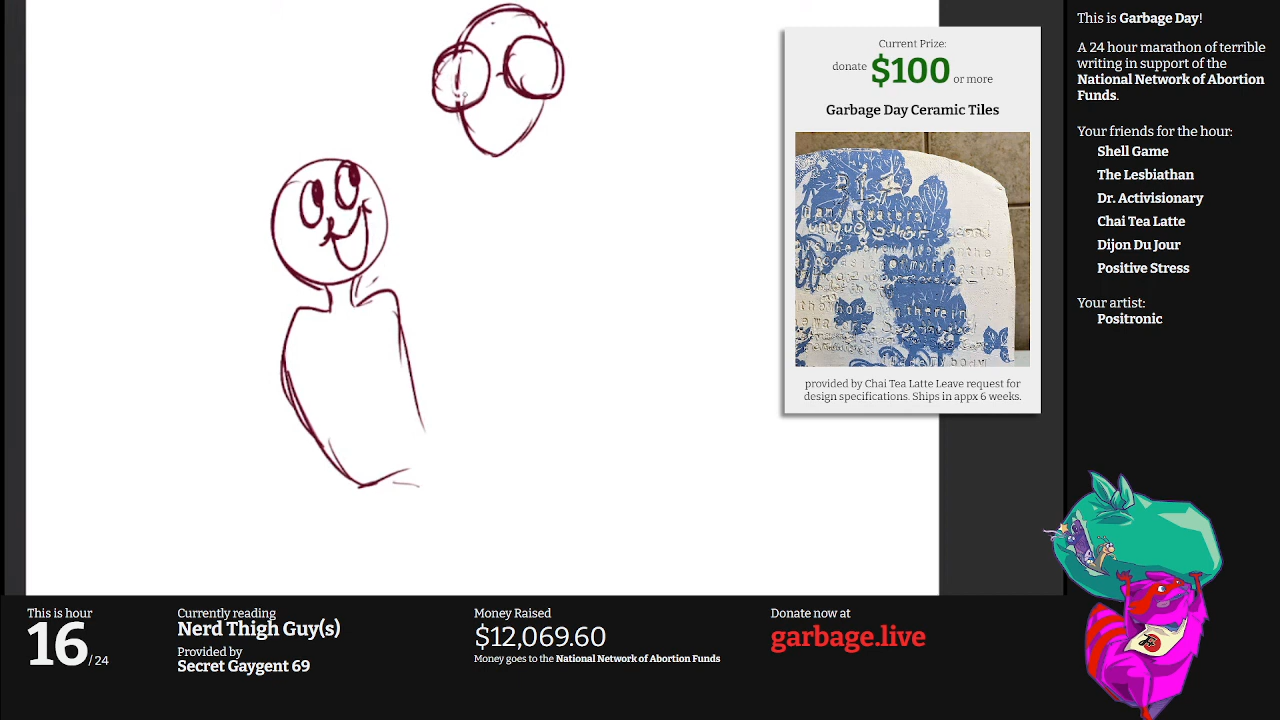 This is Garbage Day!
A 24 hour marathon of terrible
writing in support of the
National Network of Abortion
Funds.
Your friends for the hour:
Shell Game
The Lesbiathan
Dr. Activisionary
Chai Tea Latte
Dijon Du Jour
Positive Stress
Your artist:
Positronic
Current Prize:
donate $100 or more
Garbage Day Ceramic Tiles
provided by Chai Tea Latte Leave request for
design specifications. Ships in appx 6 weeks.
This is hour
16/24
Currently reading
Nerd Thigh Guy(s)
Provided by
Secret Gaygent 69
Money Raised
$12,069.60
Money goes to the National Network of Abortion Funds
Donate now at
garbage.live